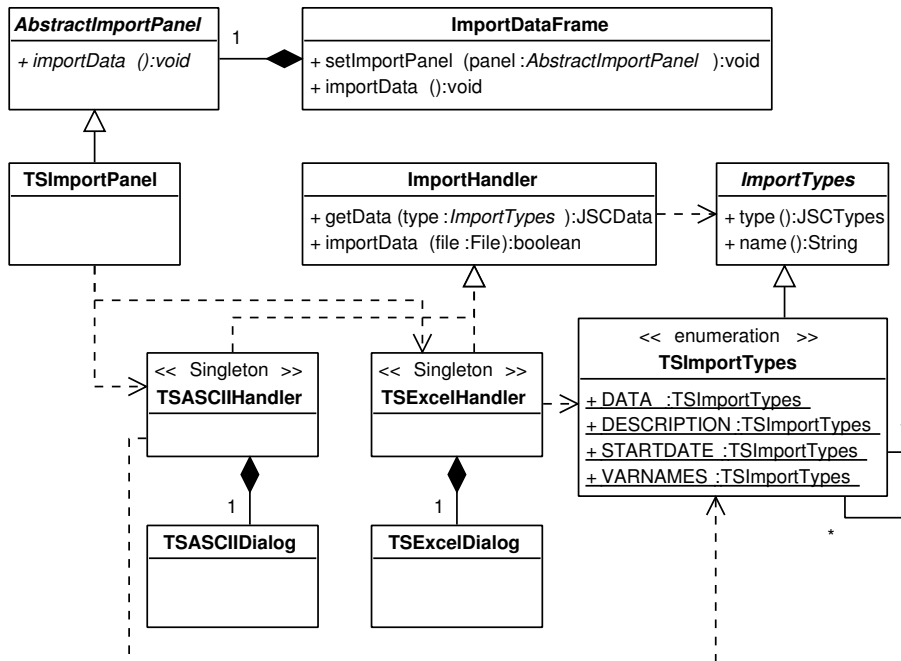 AbstractImportPanel
+ importData ():void
1
ImportDataFrame
+ setImportPanel (panel :AbstractImportPanel ):void
+ importData ():void
TSImportPanel
ImportHandler
+ getData (type :ImportTypes ):JSCData
+ importData (file :File):boolean
ImportTypes
+ type ():JSCTypes
+ name ():String
<< Singleton >>
TSASCIIHandler
<< Singleton >>
TSExcelHandler
<< enumeration >>
TSImportTypes
+ DATA :TSImportTypes
+ DESCRIPTION :TSImportTypes
+ STARTDATE :TSImportTypes
+ VARNAMES :TSImportTypes
1
1
*
TSASCIIDialog
TSExcelDialog